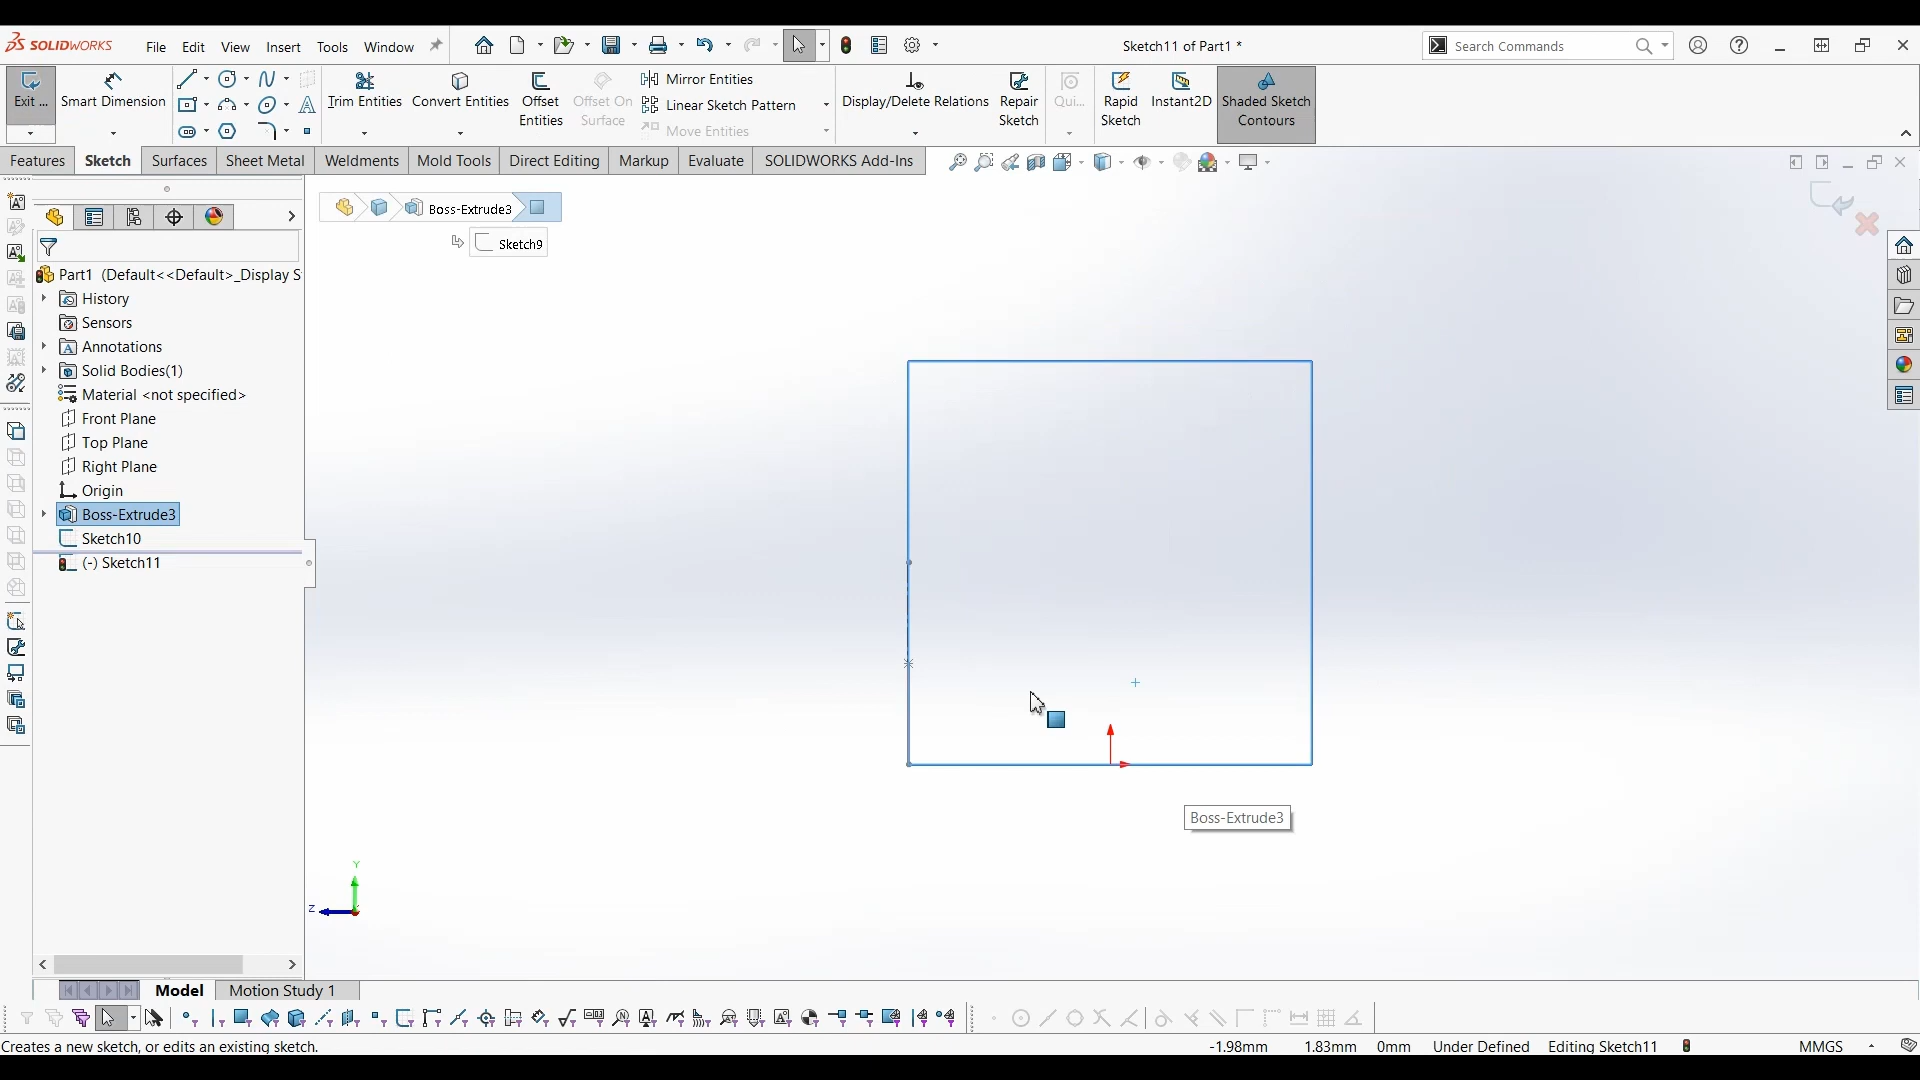 SOLIDWORKS File Edit View Insert Tools Window Sketch11 of Part1 * Search Commands
Exit ... Smart Dimension Trim Entities Convert Entities Offset Entities Offset On Surface Mirror Entities Linear Sketch Pattern Move Entities Display/Delete Relations Repair Sketch Qui... Rapid Sketch Instant2D Shaded Sketch Contours
Features Sketch Surfaces Sheet Metal Weldments Mold Tools Direct Editing Markup Evaluate SOLIDWORKS Add-Ins
Boss-Extrude3
Sketch9
Part1 (Default<<Default>_Display S
History
Sensors
Annotations
Solid Bodies(1)
Material <not specified>
Front Plane
Top Plane
Right Plane
Origin
Boss-Extrude3
Sketch10
(-) Sketch11
Boss-Extrude3
Y
Z
Model Motion Study 1
Creates a new sketch, or edits an existing sketch. -1.98mm 1.83mm 0mm Under Defined Editing Sketch11 MMGS